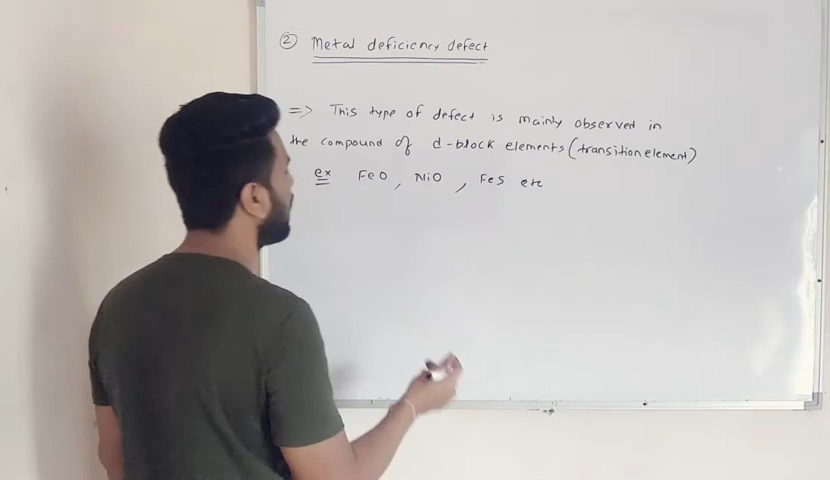 ② Metal deficiency defect
=> This type of defect is mainly observed in
the compound of d-block elements (transition element)
ex FeO, NiO, FeS etc